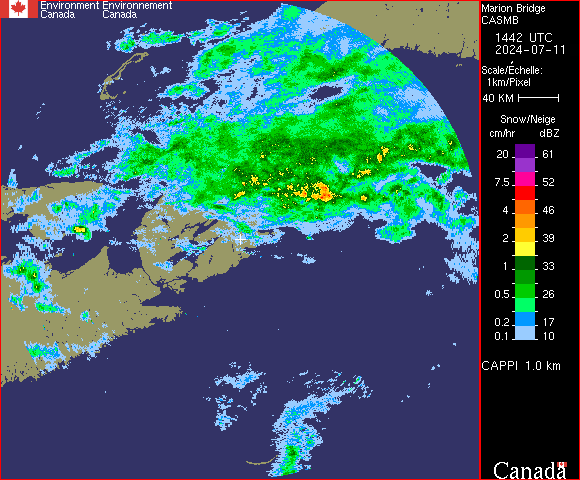 Environment Environnement
Canada Canada
Marion Bridge
CASMB
1442 UTC
2024-07-11
Scale/Échelle:
1km/Pixel
40 KM
Snow/Neige
cm/hr dBZ
20 61
7.5 52
4 46
2 39
1 33
0.5 26
0.2 17
0.1 10
CAPPI 1.0 km
Canada